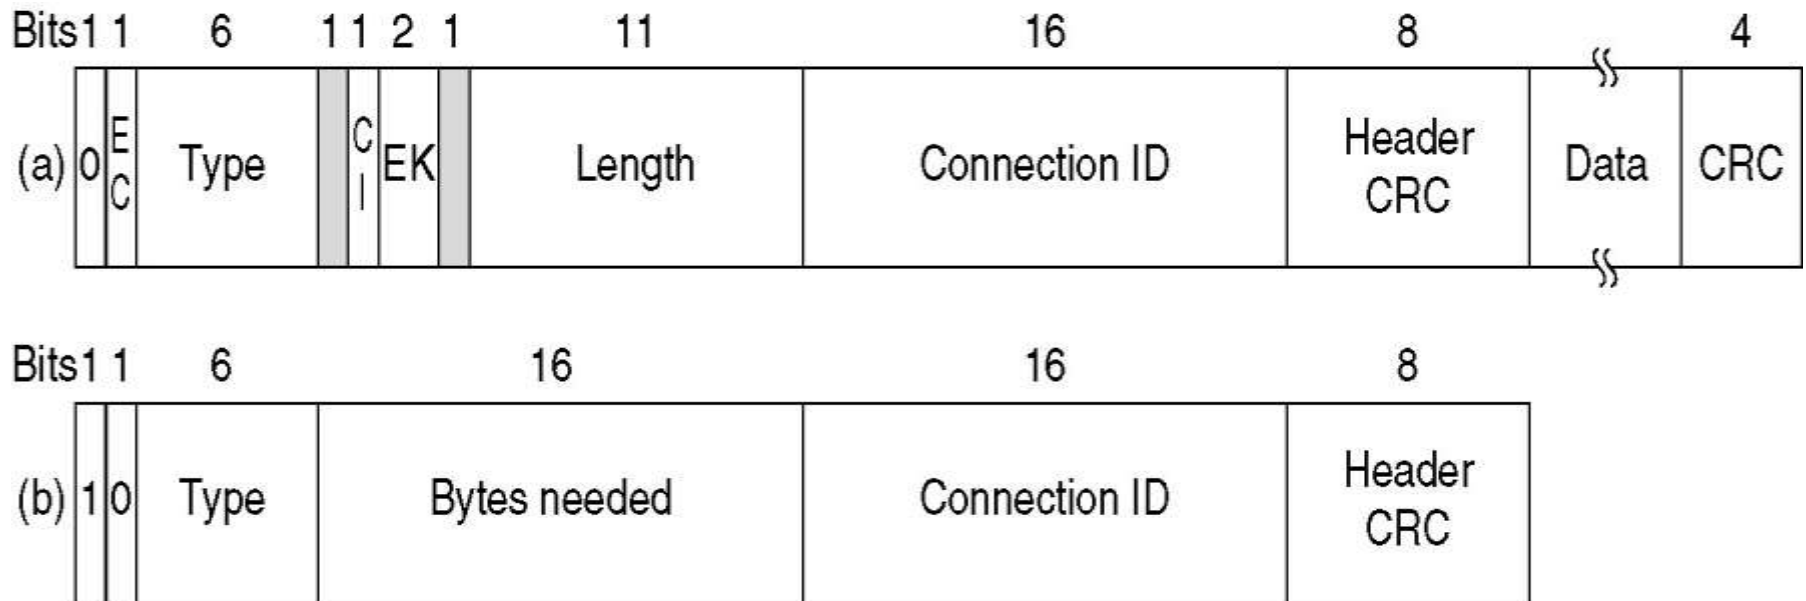 Bits 1 1 6 1 1 2 1 11 16 8 4
(a) 0 EC Type CI EK Length Connection ID Header CRC Data CRC
Bits 1 1 6 16 16 8
(b) 1 0 Type Bytes needed Connection ID Header CRC